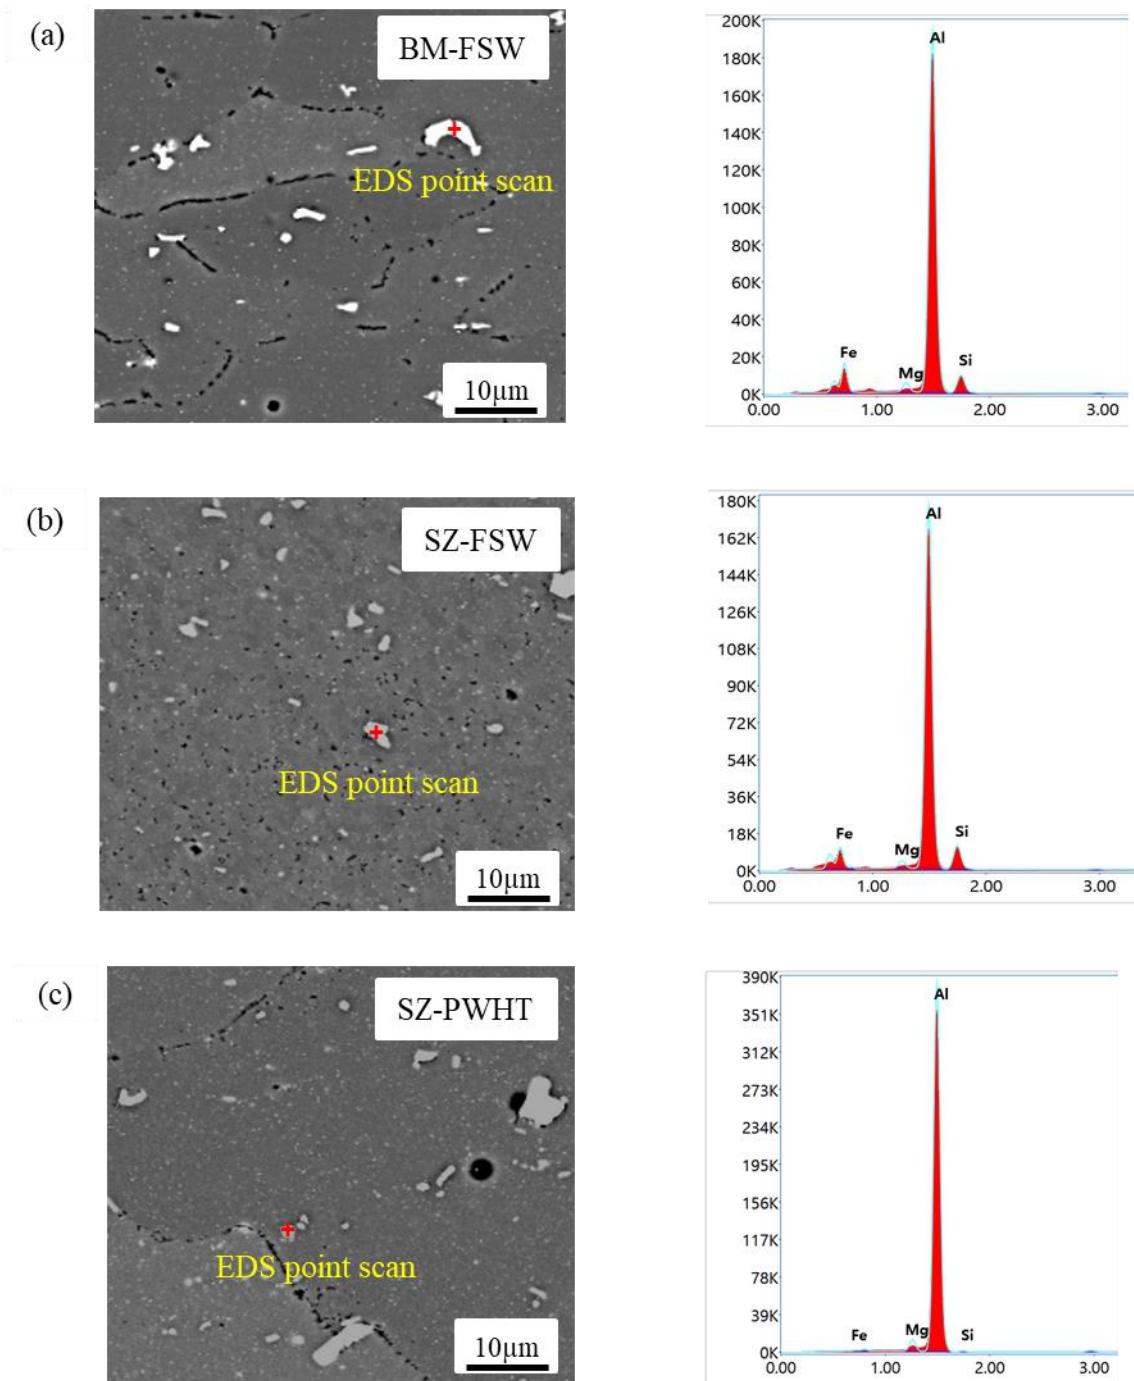 (a)
BM-FSW
EDS point scan
10µm
200K
180K
160K
140K
120K
100K
80K
60K
40K
20K
0K
Al
Fe
Mg
Si
0.00 1.00 2.00 3.00
(b)
SZ-FSW
EDS point scan
10µm
180K
162K
144K
126K
108K
90K
72K
54K
36K
18K
0K
Al
Fe
Mg
Si
0.00 1.00 2.00 3.00
(c)
SZ-PWHT
EDS point scan
10µm
390K
351K
312K
273K
234K
195K
156K
117K
78K
39K
0K
Al
Fe
Mg
Si
0.00 1.00 2.00 3.00